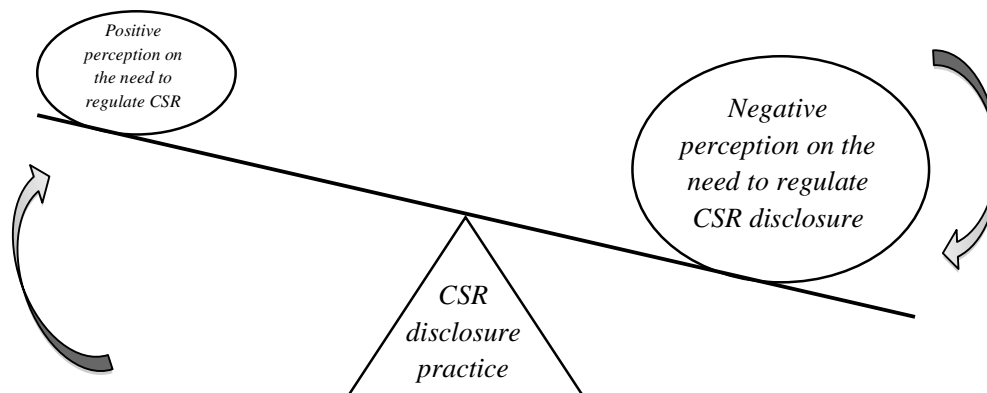 Positive
perception on
the need to
regulate CSR
Negative
perception on the
need to regulate
CSR disclosure
CSR
disclosure
practice